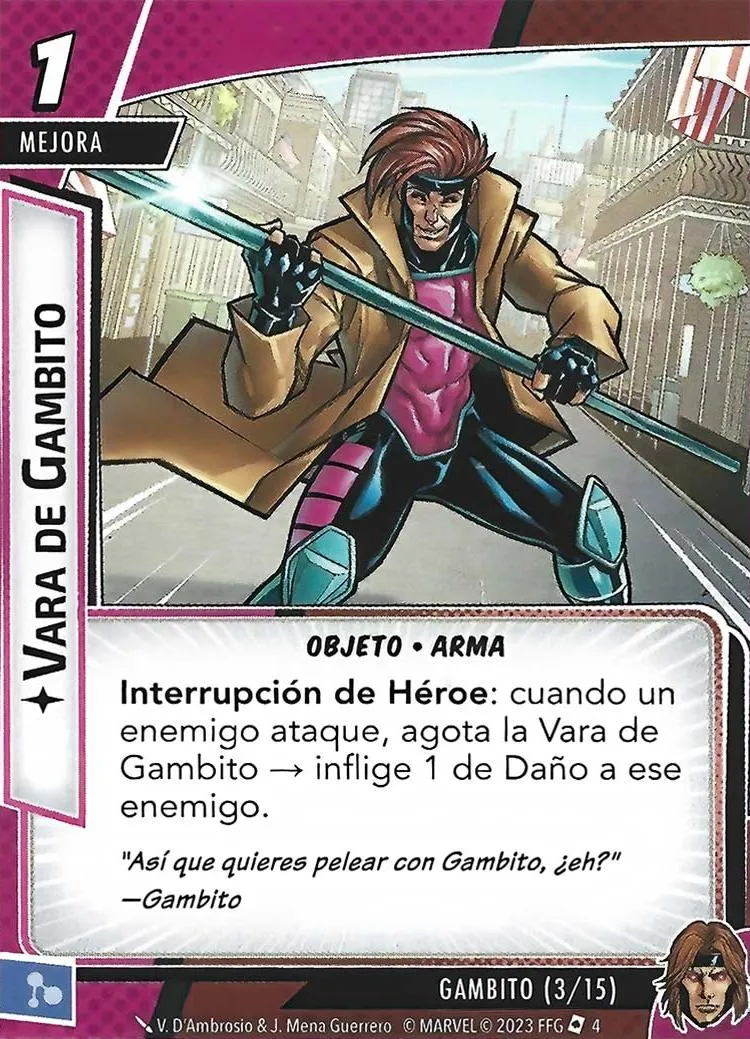 1
MEJORA
VARA DE GAMBITO
OBJETO • ARMA
Interrupción de Héroe: cuando un
enemigo ataque, agota la Vara de
Gambito → inflige 1 de Daño a ese
enemigo.
"Así que quieres pelear con Gambito, ¿eh?"
—Gambito
GAMBITO (3/15)
V. D'Ambrosio & J. Mena Guerrero © MARVEL © 2023 FFG 4